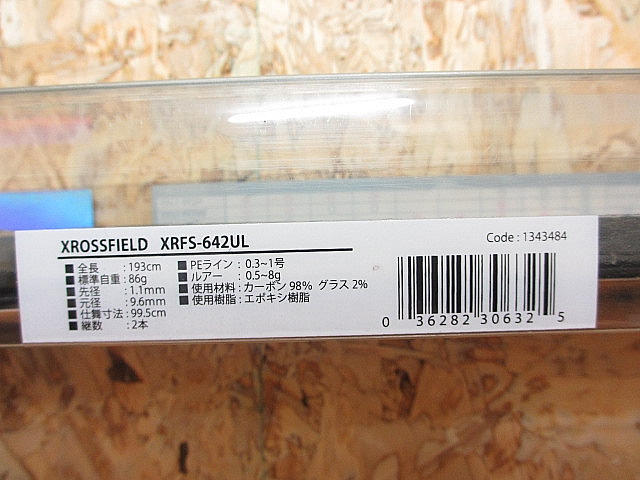 XROSSFIELD XRFS-642UL
Code : 1343484
■ 全長 : 193cm
■ 標準自重 : 86g
■ 先径 : 1.1mm
■ 元径 : 9.6mm
■ 仕舞寸法 : 99.5cm
■ 継数 : 2本
■ PEライン : 0.3~1号
■ ルアー : 0.5~8g
■ 使用材料 : カーボン98% グラス2%
■ 使用樹脂 : エポキシ樹脂
0 36282 30632 5